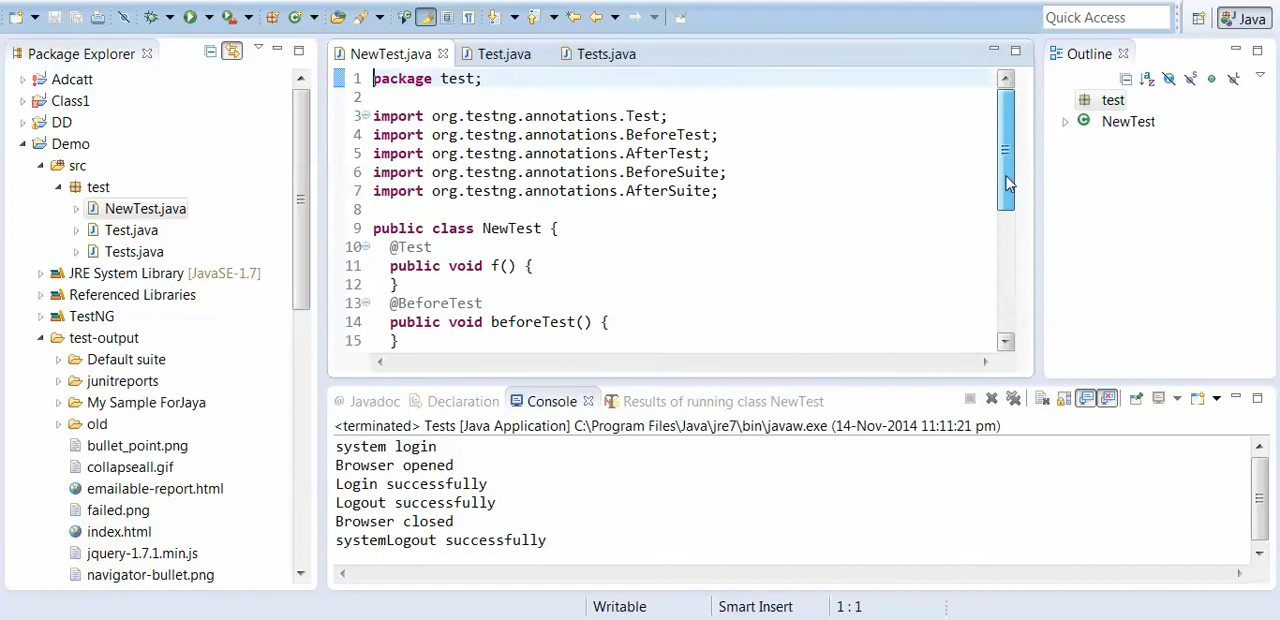 Quick Access
Java
Package Explorer
Adcatt
Class1
DD
Demo
src
test
NewTest.java
Test.java
Tests.java
JRE System Library [JavaSE-1.7]
Referenced Libraries
TestNG
test-output
Default suite
junitreports
My Sample ForJaya
old
bullet_point.png
collapseall.gif
emailable-report.html
failed.png
index.html
jquery-1.7.1.min.js
navigator-bullet.png
NewTest.java Test.java Tests.java
1 package test;
2
3 import org.testng.annotations.Test;
4 import org.testng.annotations.BeforeTest;
5 import org.testng.annotations.AfterTest;
6 import org.testng.annotations.BeforeSuite;
7 import org.testng.annotations.AfterSuite;
8
9 public class NewTest {
10 @Test
11 public void f() {
12 }
13 @BeforeTest
14 public void beforeTest() {
15 }
Outline
test
NewTest
@ Javadoc Declaration Console Results of running class NewTest
<terminated> Tests [Java Application] C:\Program Files\Java\jre7\bin\javaw.exe (14-Nov-2014 11:11:21 pm)
system login
Browser opened
Login successfully
Logout successfully
Browser closed
systemLogout successfully
Writable Smart Insert 1 : 1